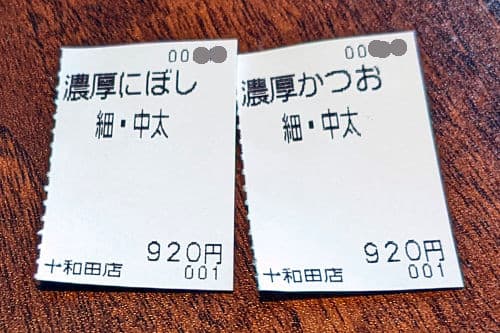 00
濃厚にぼし
細・中太
920円
十和田店
001
00
濃厚かつお
細・中太
920円
十和田店
001